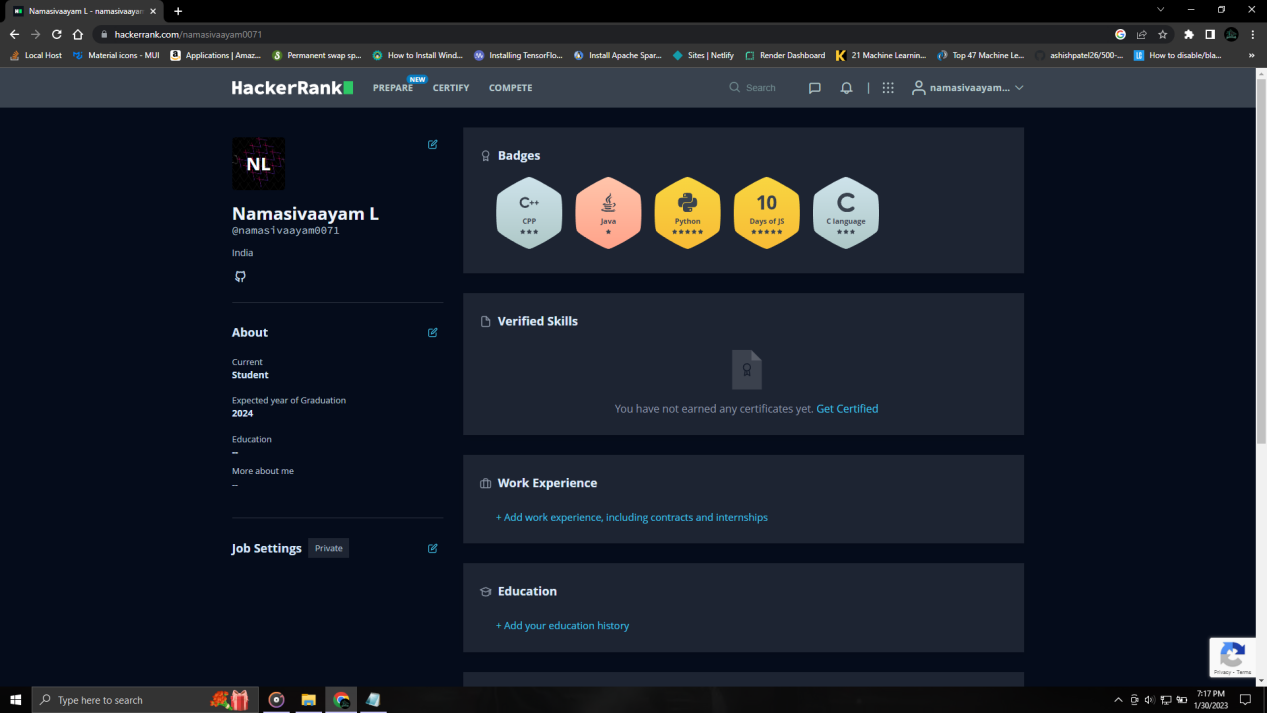 Namasivaayam L - namasivaayam
hackerrank.com/namasivaayam0071
Local Host
Material icons - MUI
Applications | Amaz...
Permanent swap sp...
How to Install Wind...
Installing TensorFlo...
Install Apache Spar...
Sites | Netlify
Render Dashboard
21 Machine Learnin...
Top 47 Machine Le...
ashishpatel26/500-...
How to disable/bla...
HackerRank
PREPARE
NEW
CERTIFY
COMPETE
Search
namasivaayam...
NL
Namasivaayam L
@namasivaayam0071
India
About
Current
Student
Expected year of Graduation
2024
Education
--
More about me
--
Job Settings
Private
Badges
C++
CPP
Java
Python
10
Days of JS
C
C language
Verified Skills
You have not earned any certificates yet. Get Certified
Work Experience
+ Add work experience, including contracts and internships
Education
+ Add your education history
Privacy - Terms
Type here to search
7:17 PM
1/30/2023